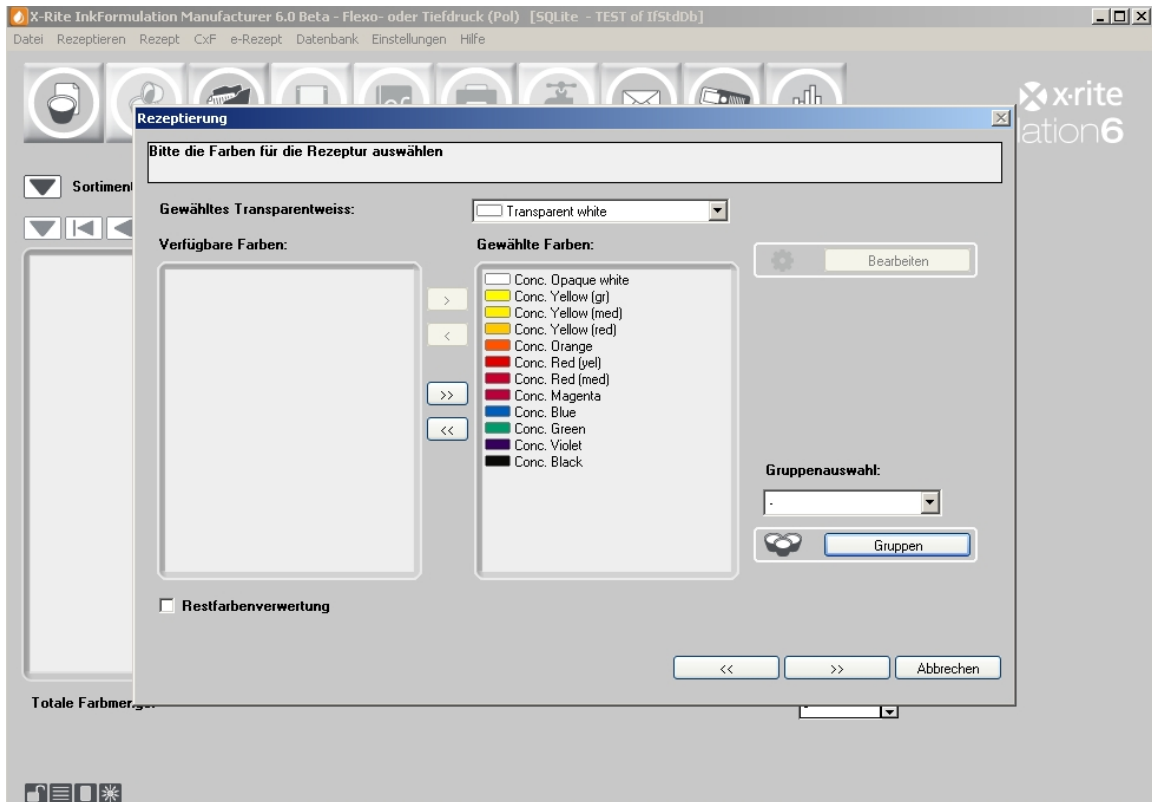 X-Rite InkFormulation Manufacturer 6.0 Beta - Flexo- oder Tiefdruck (Pol) [SQLite - TEST of IfStdDb]
Datei Rezeptieren Rezept CxF e-Rezept Datenbank Einstellungen Hilfe
x·rite
ation6
Rezeptierung
Bitte die Farben für die Rezeptur auswählen
Sortiment
Gewähltes Transparentweiss:
Transparent white
Verfügbare Farben:
Gewählte Farben:
Bearbeiten
Conc. Opaque white
Conc. Yellow (gr)
Conc. Yellow (med)
Conc. Yellow (red)
Conc. Orange
Conc. Red (yel)
Conc. Red (med)
Conc. Magenta
Conc. Blue
Conc. Green
Conc. Violet
Conc. Black
>
<
>>
<<
Gruppenauswahl:
-
Gruppen
Restfarbenverwertung
<< >> Abbrechen
Totale Farbmenge: